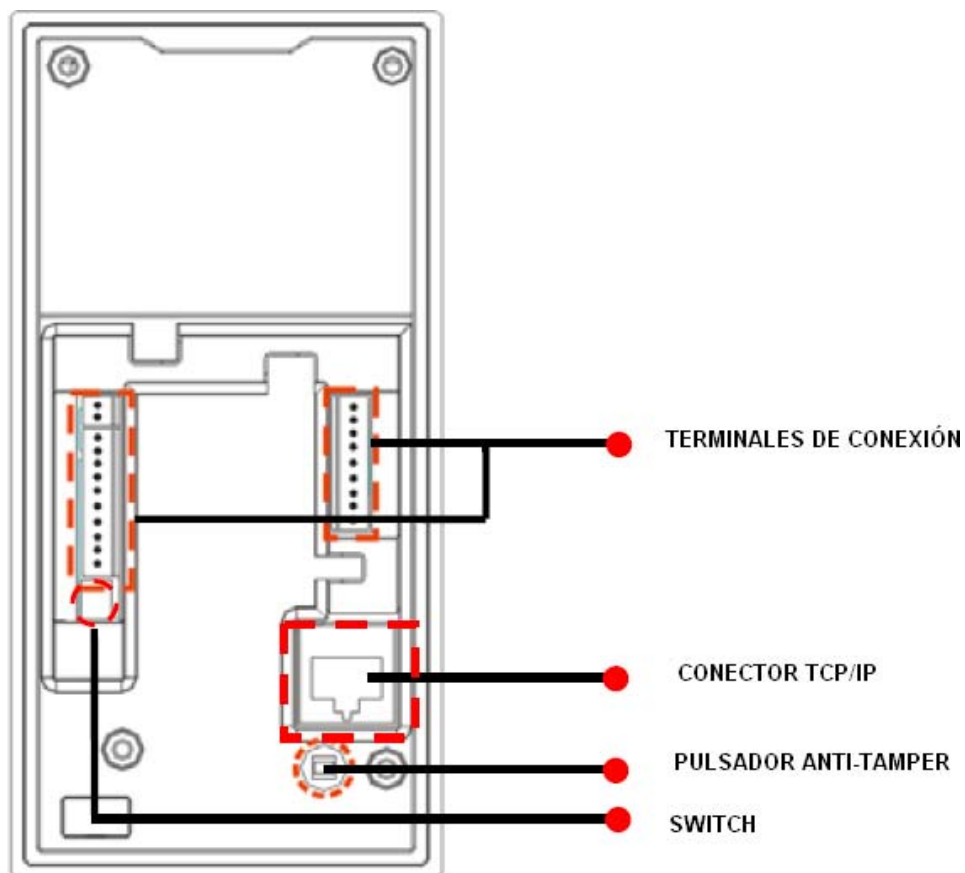 TERMINALES DE CONEXIÓN
CONECTOR TCP/IP
PULSADOR ANTI-TAMPER
SWITCH